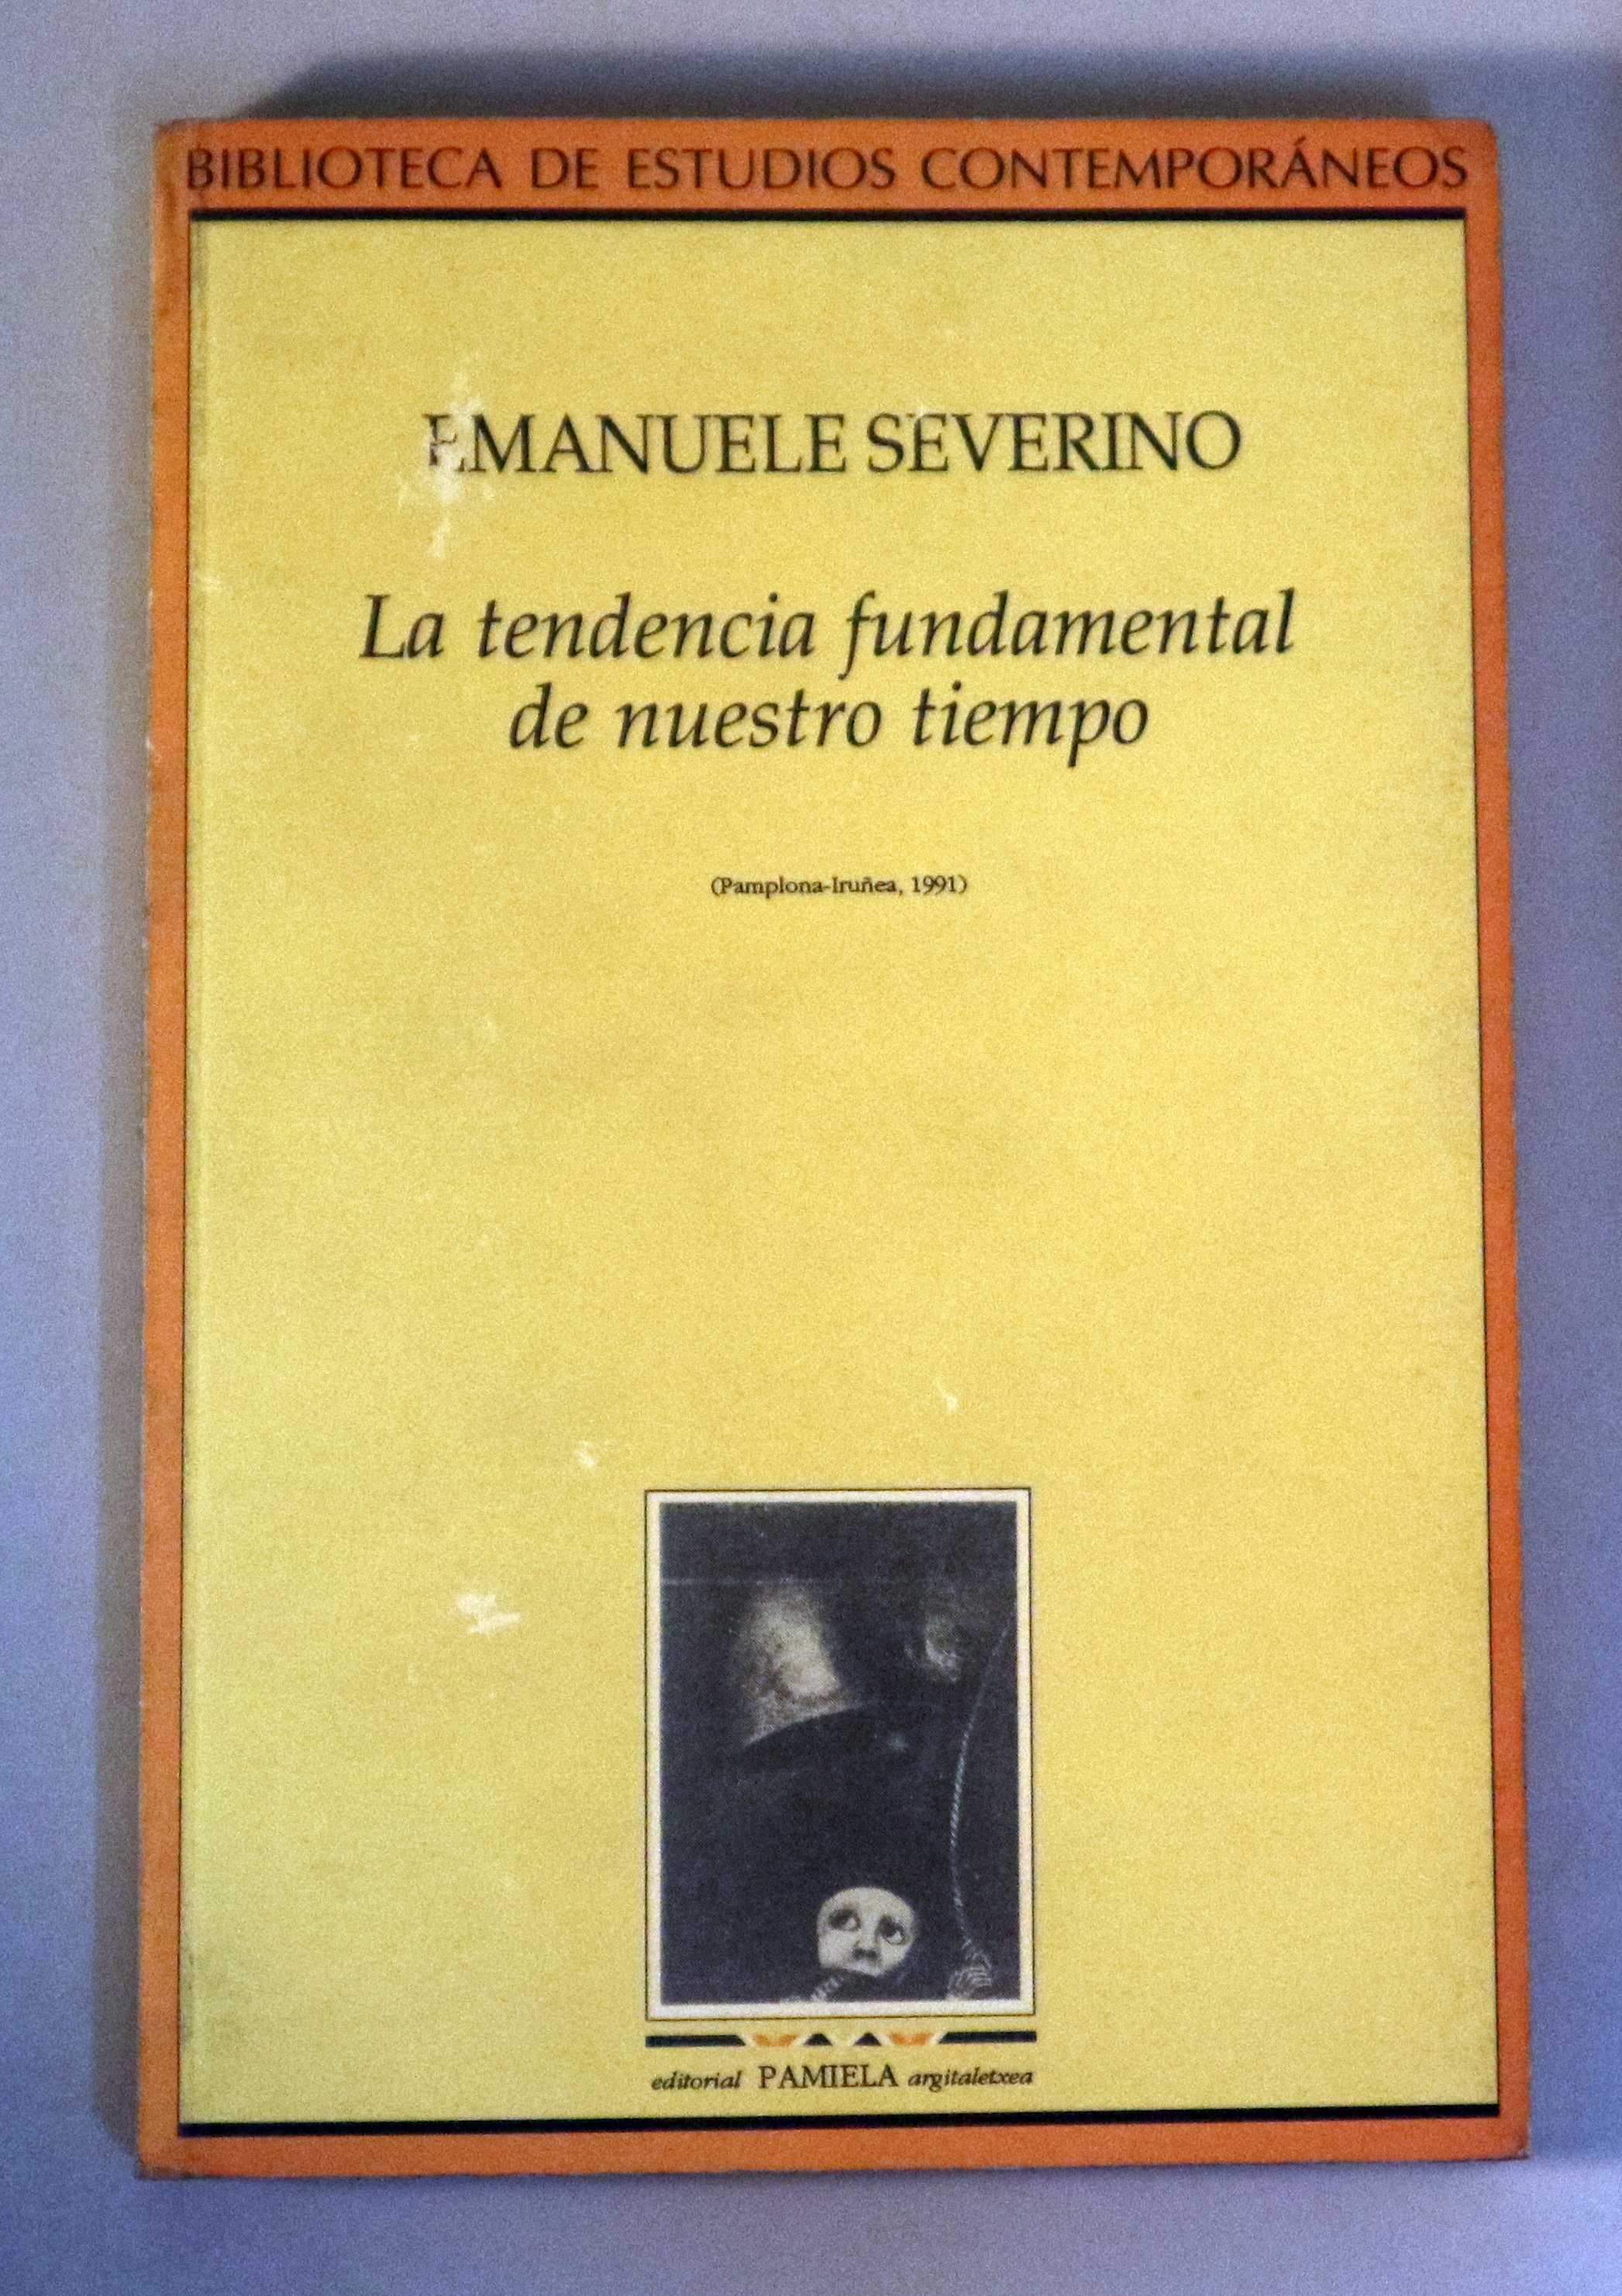 BIBLIOTECA DE ESTUDIOS CONTEMPORÁNEOS
EMANUELE SEVERINO
La tendencia fundamental
de nuestro tiempo
(Pamplona-Iruñea, 1991)
editorial PAMIELA argitaletxea